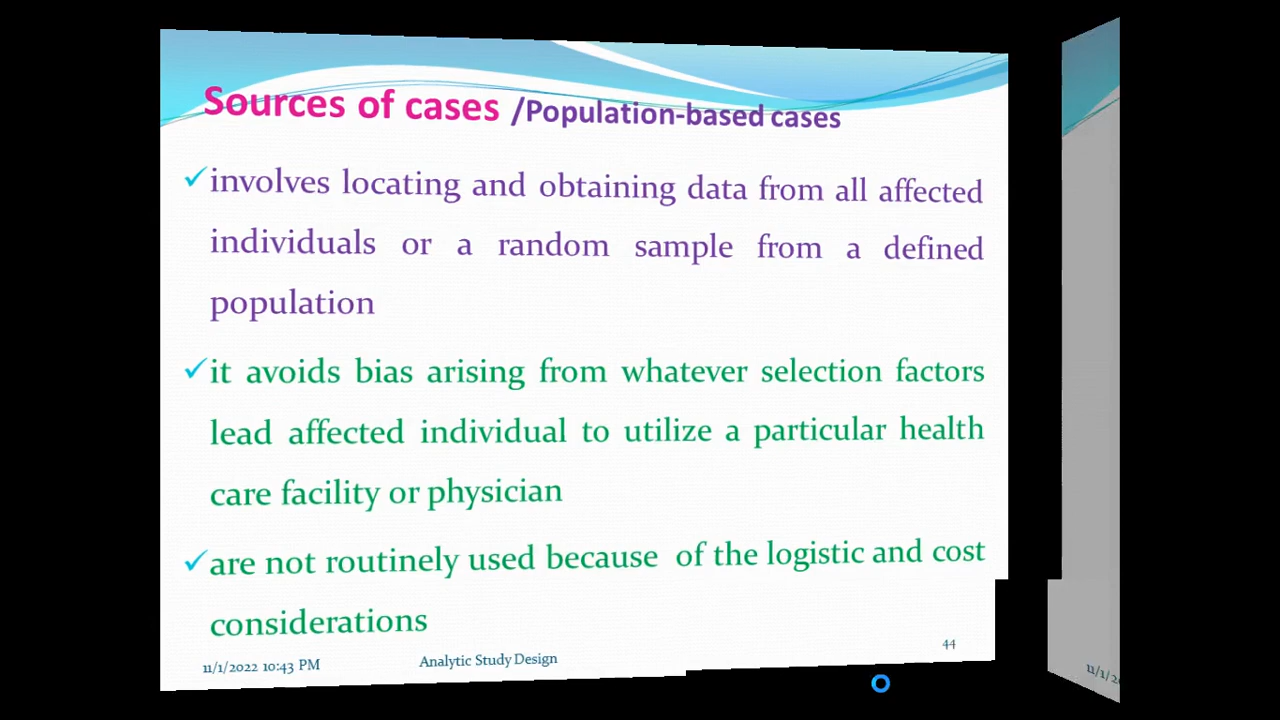 Sources of cases /Population-based cases
✓involves locating and obtaining data from all affected
individuals or a random sample from a defined
population
✓it avoids bias arising from whatever selection factors
lead affected individual to utilize a particular health
care facility or physician
✓are not routinely used because of the logistic and cost
considerations
11/1/2022 10:43 PM Analytic Study Design 44
11/1/2